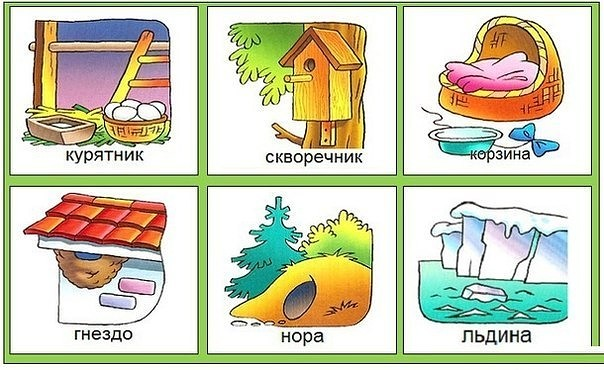 курятник
скворечник
корзина
гнездо
нора
льдина